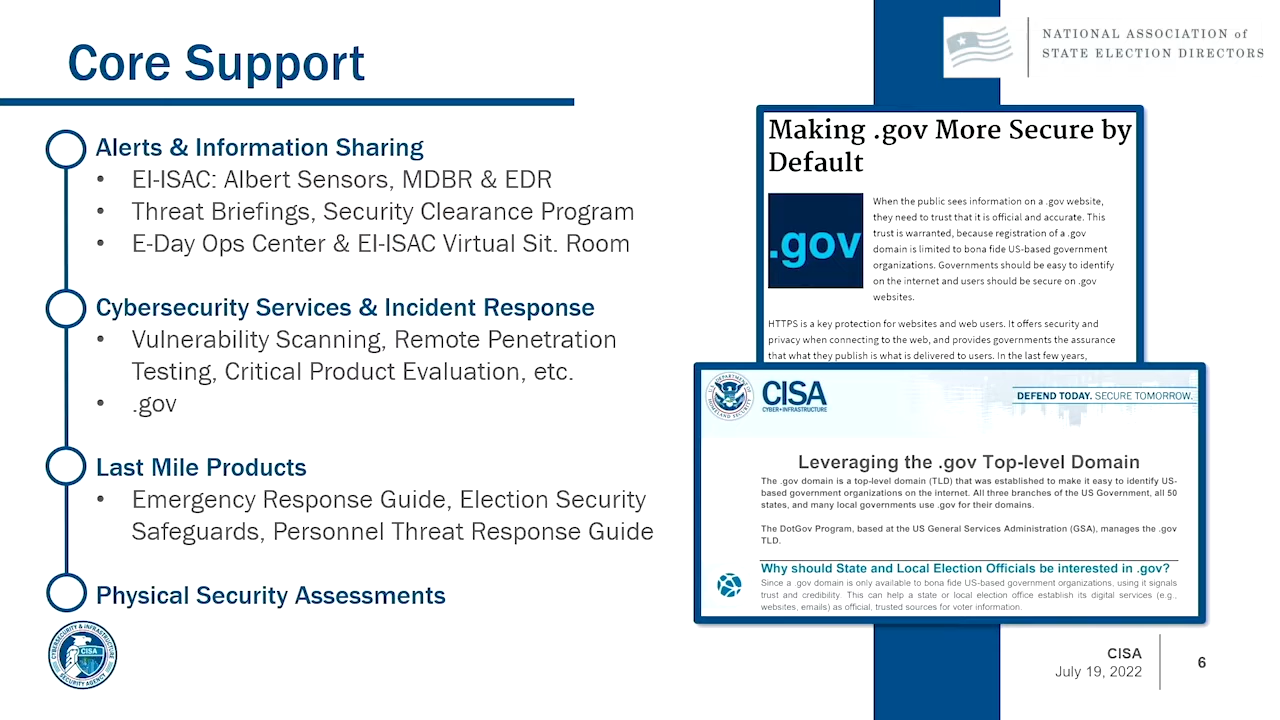 Core Support
NATIONAL ASSOCIATION of
STATE ELECTION DIRECTORS
Alerts & Information Sharing
• EI-ISAC: Albert Sensors, MDBR & EDR
• Threat Briefings, Security Clearance Program
• E-Day Ops Center & EI-ISAC Virtual Sit. Room
Cybersecurity Services & Incident Response
• Vulnerability Scanning, Remote Penetration
Testing, Critical Product Evaluation, etc.
• .gov
Last Mile Products
• Emergency Response Guide, Election Security
Safeguards, Personnel Threat Response Guide
Physical Security Assessments
CYBERSECURITY & INFRASTRUCTURE
CISA
SECURITY AGENCY
Making .gov More Secure by
Default
.gov
When the public sees information on a .gov website,
they need to trust that it is official and accurate. This
trust is warranted, because registration of a .gov
domain is limited to bona fide US-based government
organizations. Governments should be easy to identify
on the internet and users should be secure on .gov
websites.
HTTPS is a key protection for websites and web users. It offers security and
privacy when connecting to the web, and provides governments the assurance
that what they publish is what is delivered to users. In the last few years,
U.S. DEPARTMENT OF
HOMELAND SECURITY
CISA
CYBER+INFRASTRUCTURE
DEFEND TODAY. SECURE TOMORROW.
Leveraging the .gov Top-level Domain
The .gov domain is a top-level domain (TLD) that was established to make it easy to identify US-
based government organizations on the internet. All three branches of the US Government, all 50
states, and many local governments use .gov for their domains.
The DotGov Program, based at the US General Services Administration (GSA), manages the .gov
TLD.
Why should State and Local Election Officials be interested in .gov?
Since a .gov domain is only available to bona fide US-based government organizations, using it signals
trust and credibility. This can help a state or local election office establish its digital services (e.g.,
websites, emails) as official, trusted sources for voter information.
CISA
July 19, 2022
6